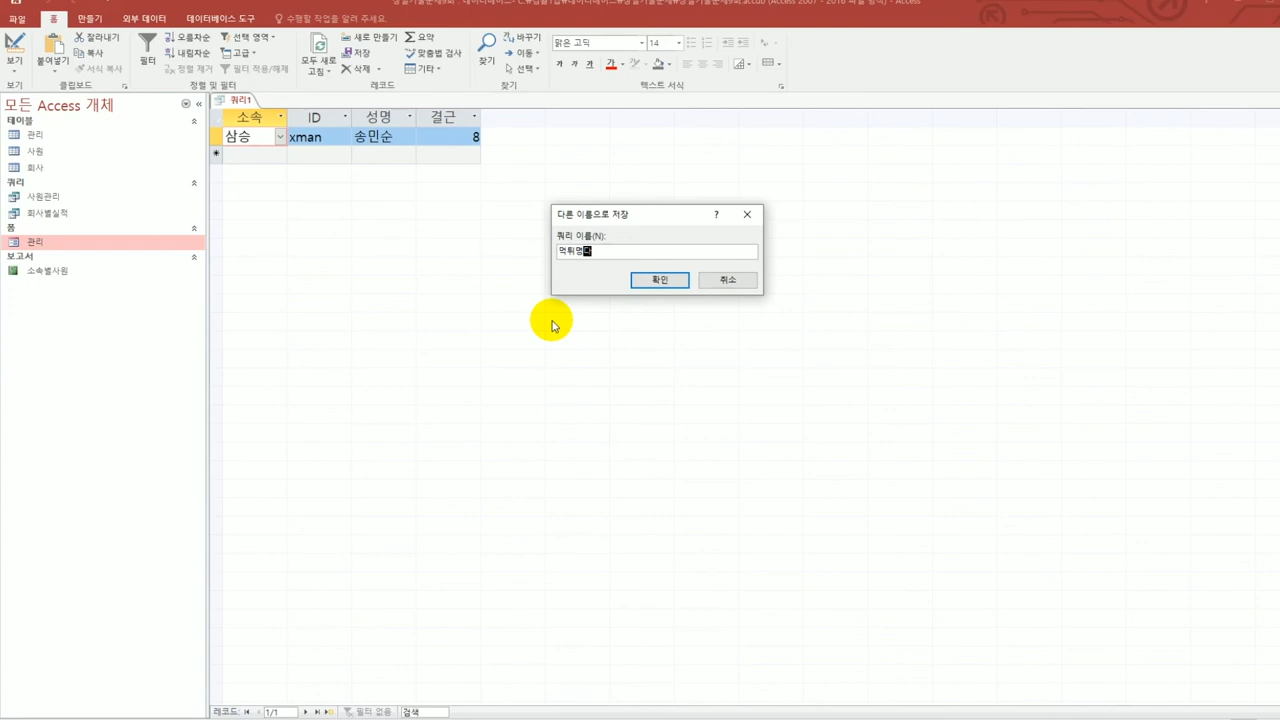 파일 홈 만들기 외부 데이터 데이터베이스 도구 수행할 작업을 알려 주세요.
보기
보기
붙여넣기
잘라내기
복사
서식 복사
클립보드
필터
오름차순
내림차순
정렬 제거
선택 영역
고급
필터 적용/해제
정렬 및 필터
모두 새로 고침
새로 만들기
저장
삭제
요약
맞춤법 검사
기타
레코드
찾기
바꾸기
이동
선택
찾기
맑은 고딕 14
가 가 가 가
텍스트 서식
모든 Access 개체
테이블
관리
사원
회사
쿼리
사원관리
회사별실적
폼
관리
보고서
소속별사원
쿼리1
소속 ID 성명 결근
삼승 xman 송민순 8
다른 이름으로 저장
쿼리 이름(N):
확인 취소
레코드: 1/1 필터 없음 검색